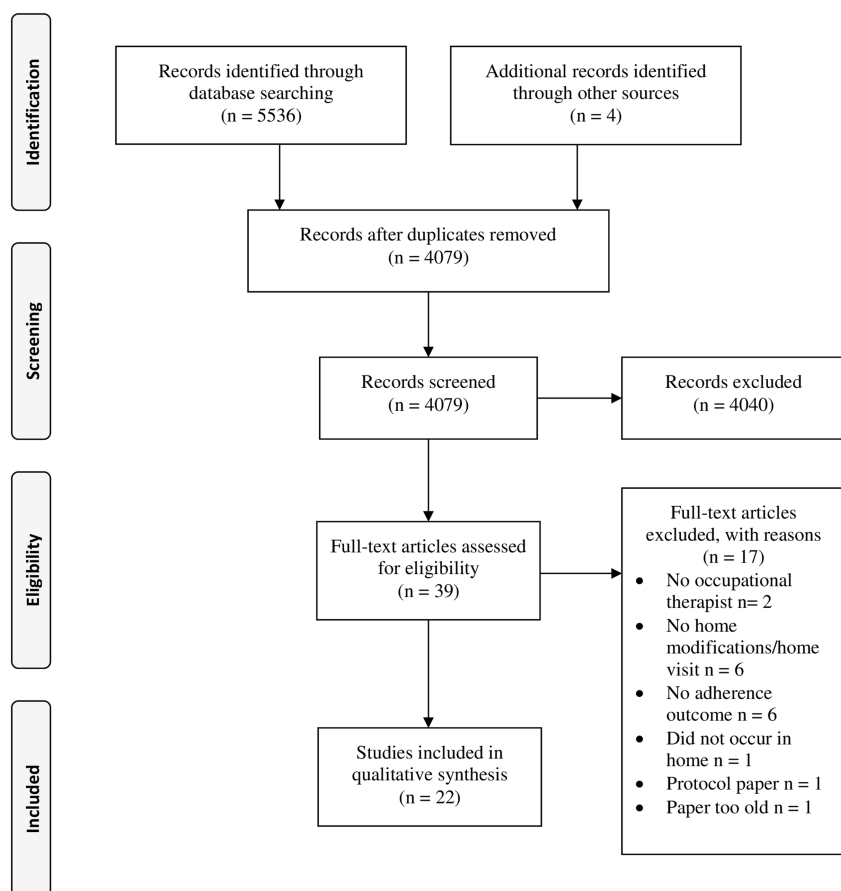 Identification
Records identified through
database searching
(n = 5536)
Additional records identified
through other sources
(n = 4)
Records after duplicates removed
(n = 4079)
Screening
Records screened
(n = 4079)
Records excluded
(n = 4040)
Eligibility
Full-text articles assessed
for eligibility
(n = 39)
Full-text articles
excluded, with reasons
(n = 17)
• No occupational
therapist n= 2
• No home
modifications/home
visit n = 6
• No adherence
outcome n = 6
• Did not occur in
home n = 1
• Protocol paper n = 1
• Paper too old n = 1
Included
Studies included in
qualitative synthesis
(n = 22)